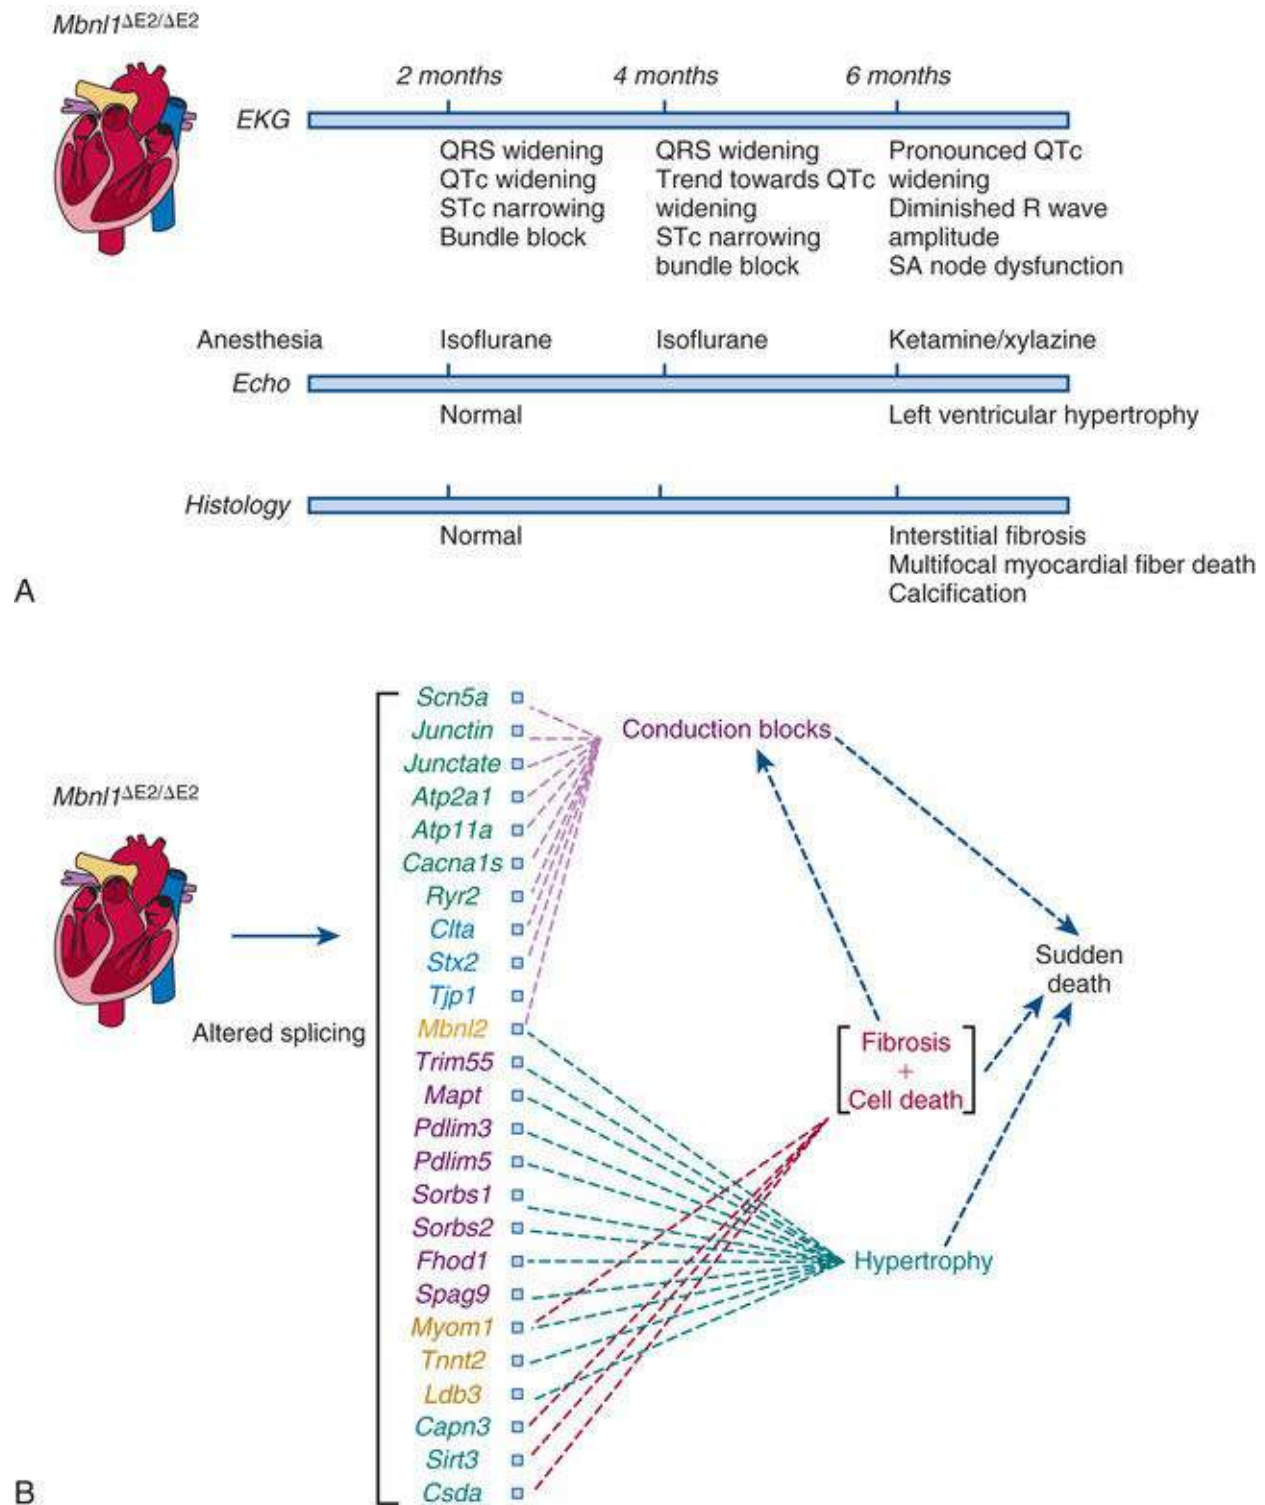 Mbnl1ΔE2/ΔE2
2 months 4 months 6 months
EKG
QRS widening
QTc widening
STc narrowing
Bundle block
QRS widening
Trend towards QTc
widening
STc narrowing
bundle block
Pronounced QTc
widening
Diminished R wave
amplitude
SA node dysfunction
Anesthesia Isoflurane Isoflurane Ketamine/xylazine
Echo
Normal Left ventricular hypertrophy
Histology
Normal
Interstitial fibrosis
Multifocal myocardial fiber death
Calcification
A
Mbnl1ΔE2/ΔE2
Altered splicing
Scn5a
Junctin
Junctate
Atp2a1
Atp11a
Cacna1s
Ryr2
Clta
Stx2
Tjp1
Mbnl2
Trim55
Mapt
Pdlim3
Pdlim5
Sorbs1
Sorbs2
Fhod1
Spag9
Myom1
Tnnt2
Ldb3
Capn3
Sirt3
Csda
Conduction blocks
Sudden
death
Fibrosis
+
Cell death
Hypertrophy
B